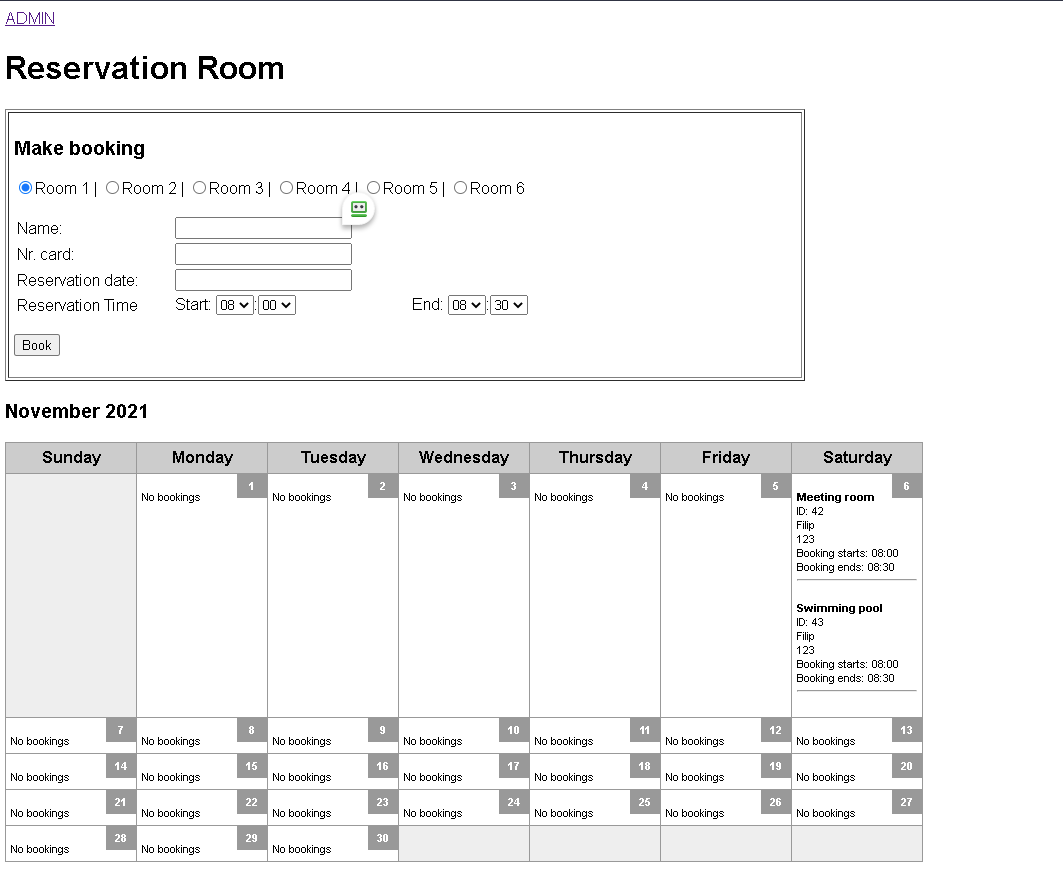 ADMIN
Reservation Room
Make booking
Room 1 | Room 2 | Room 3 | Room 4 | Room 5 | Room 6
Name:
Nr. card:
Reservation date:
Reservation Time Start: 08 : 00 End: 08 : 30
Book
November 2021
Sunday Monday Tuesday Wednesday Thursday Friday Saturday
1 2 3 4 5 6
No bookings No bookings No bookings No bookings No bookings Meeting room
ID: 42
Filip
123
Booking starts: 08:00
Booking ends: 08:30
Swimming pool
ID: 43
Filip
123
Booking starts: 08:00
Booking ends: 08:30
7 8 9 10 11 12 13
No bookings No bookings No bookings No bookings No bookings No bookings No bookings
14 15 16 17 18 19 20
No bookings No bookings No bookings No bookings No bookings No bookings No bookings
21 22 23 24 25 26 27
No bookings No bookings No bookings No bookings No bookings No bookings No bookings
28 29 30
No bookings No bookings No bookings